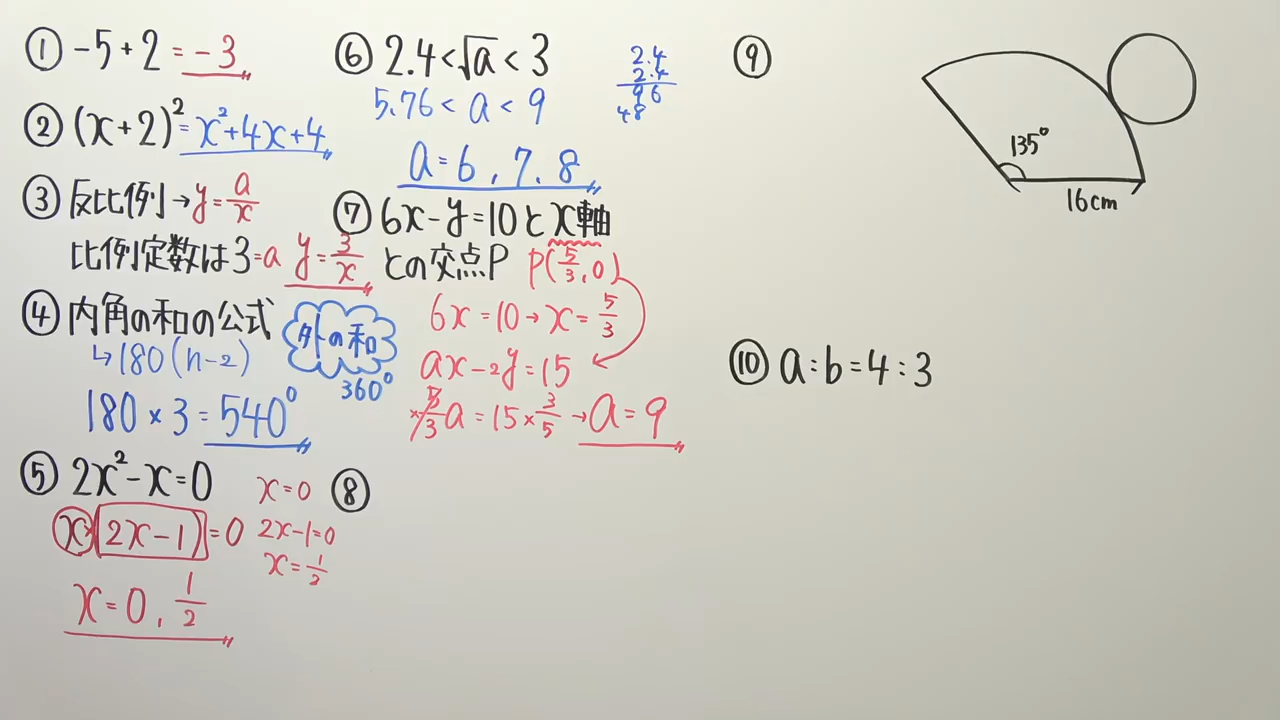 ① -5+2=-3
② (x+2)²=x²+4x+4
③ 反比例→y=a/x
比例定数は3=a y=3/x
④ 内角の和の公式
↳180(n-2)
外の和
360°
180×3=540°
⑤ 2x²-x=0
x(2x-1)=0
x=0
2x-1=0
x=1/2
x=0, 1/2
⑥ 2.4<√a<3
5.76<a<9
a=6, 7, 8
2.4
2.4
96
48
⑦ 6x-y=10とx軸
との交点P P(5/3, 0)
6x=10→x=5/3
ax-2y=15
×5/3a=15×3/5→a=9
⑧
⑨
135°
16cm
⑩ a:b=4:3